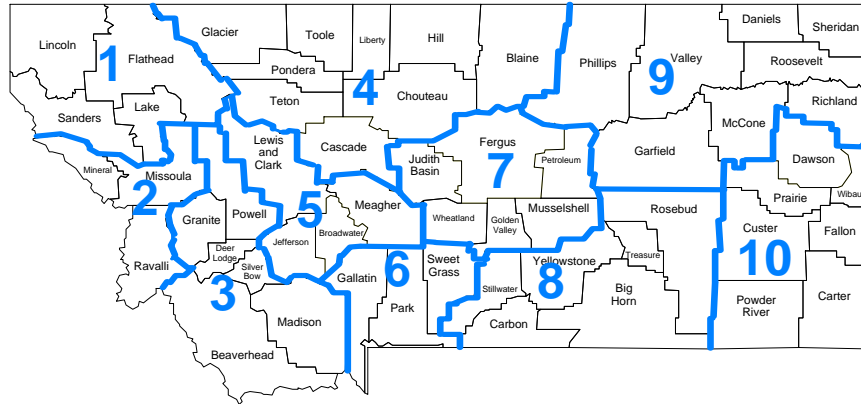 Lincoln
Flathead
1
Glacier
Toole
Liberty
Hill
Blaine
Phillips
Valley
9
Daniels
Sheridan
Roosevelt
Pondera
Teton
4
Chouteau
Sanders
Lake
Mineral
Missoula
2
Lewis
and
Clark
Cascade
Judith
Basin
Fergus
7
Petroleum
Garfield
McCone
Richland
Dawson
Wibau
Prairie
Granite
Powell
5
Meagher
Broadwater
Jefferson
Wheatland
Golden
Valley
Musselshell
Rosebud
Treasure
Custer
10
Fallon
Ravalli
Deer
Lodge
Silver
Bow
3
Gallatin
6
Park
Sweet
Grass
Stillwater
Yellowstone
8
Big
Horn
Carbon
Powder
River
Carter
Madison
Beaverhead